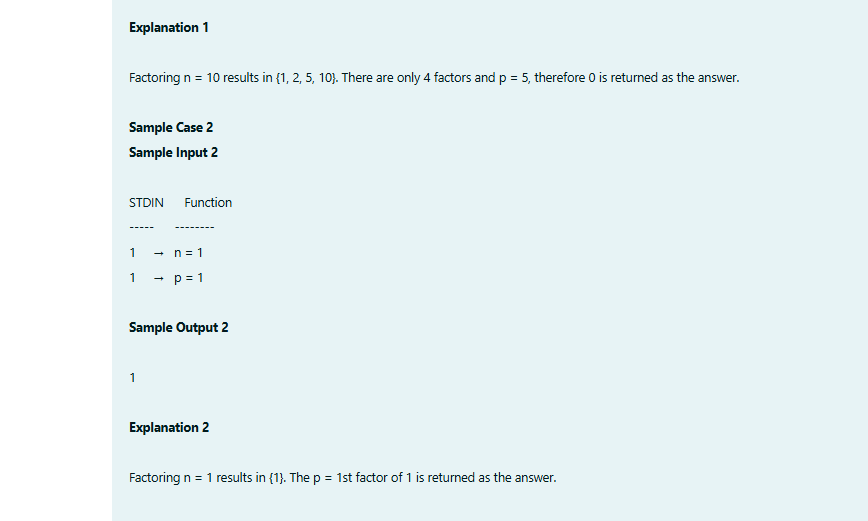 Explanation 1
Factoring n = 10 results in {1, 2, 5, 10}. There are only 4 factors and p = 5, therefore 0 is returned as the answer.
Sample Case 2
Sample Input 2
STDIN Function
----- --------
1 → n = 1
1 → p = 1
Sample Output 2
1
Explanation 2
Factoring n = 1 results in {1}. The p = 1st factor of 1 is returned as the answer.